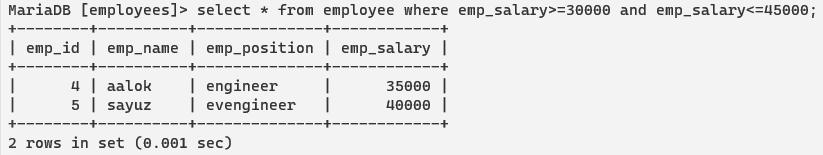 MariaDB [employees]> select * from employee where emp_salary>=30000 and emp_salary<=45000;
+--------+----------+--------------+------------+
| emp_id | emp_name | emp_position | emp_salary |
+--------+----------+--------------+------------+
|      4 | aalok    | engineer     |      35000 |
|      5 | sayuz    | evengineer   |      40000 |
+--------+----------+--------------+------------+
2 rows in set (0.001 sec)